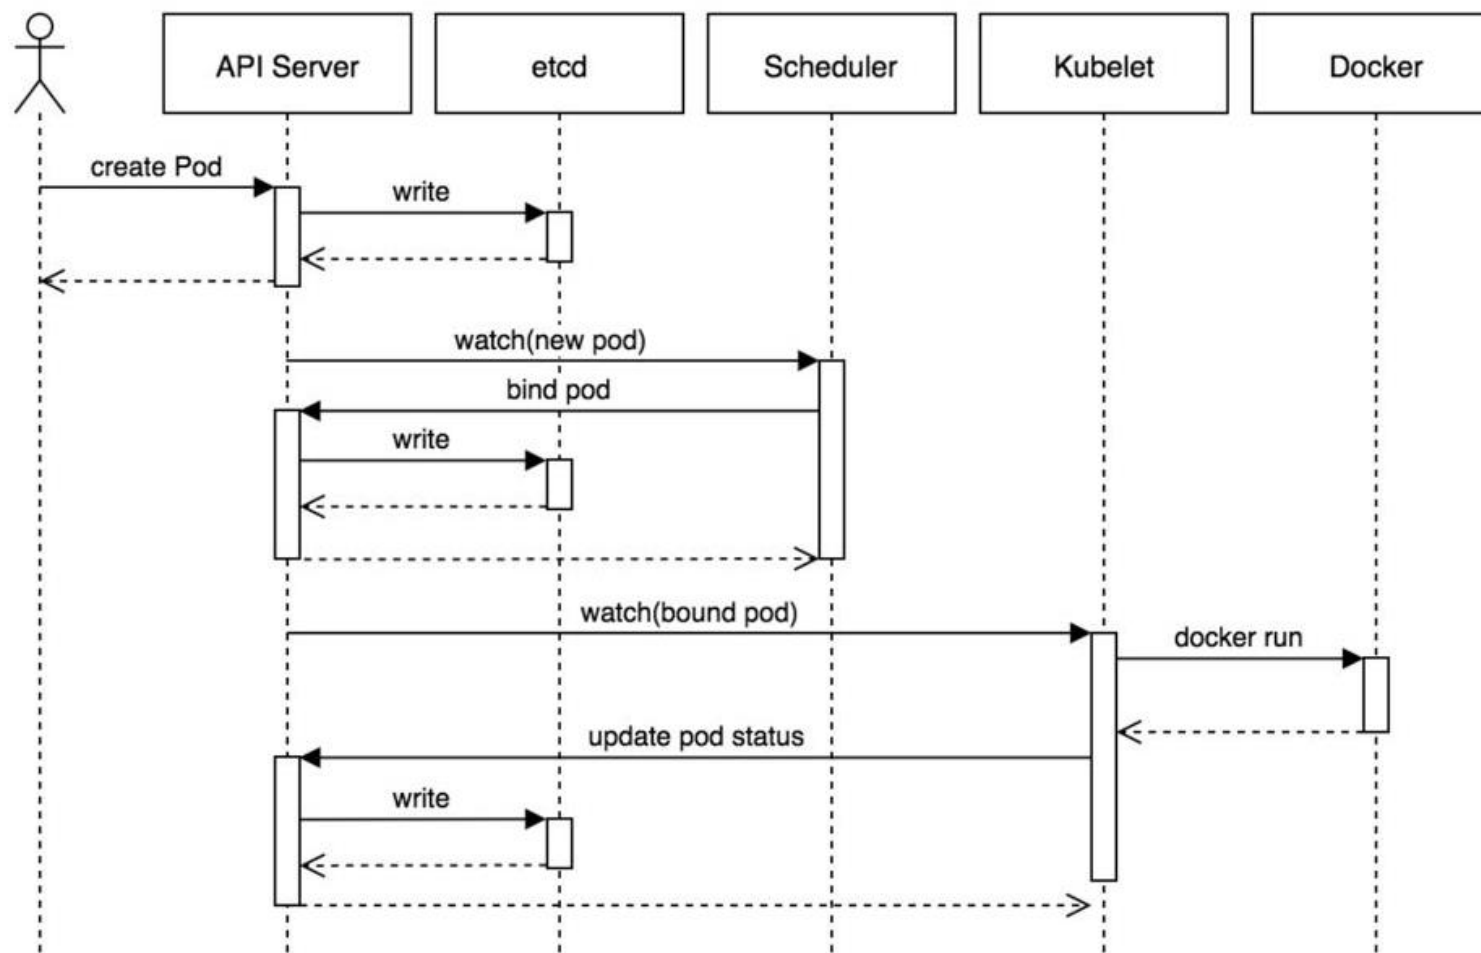 API Server
etcd
Scheduler
Kubelet
Docker
create Pod
write
watch(new pod)
bind pod
write
watch(bound pod)
docker run
update pod status
write